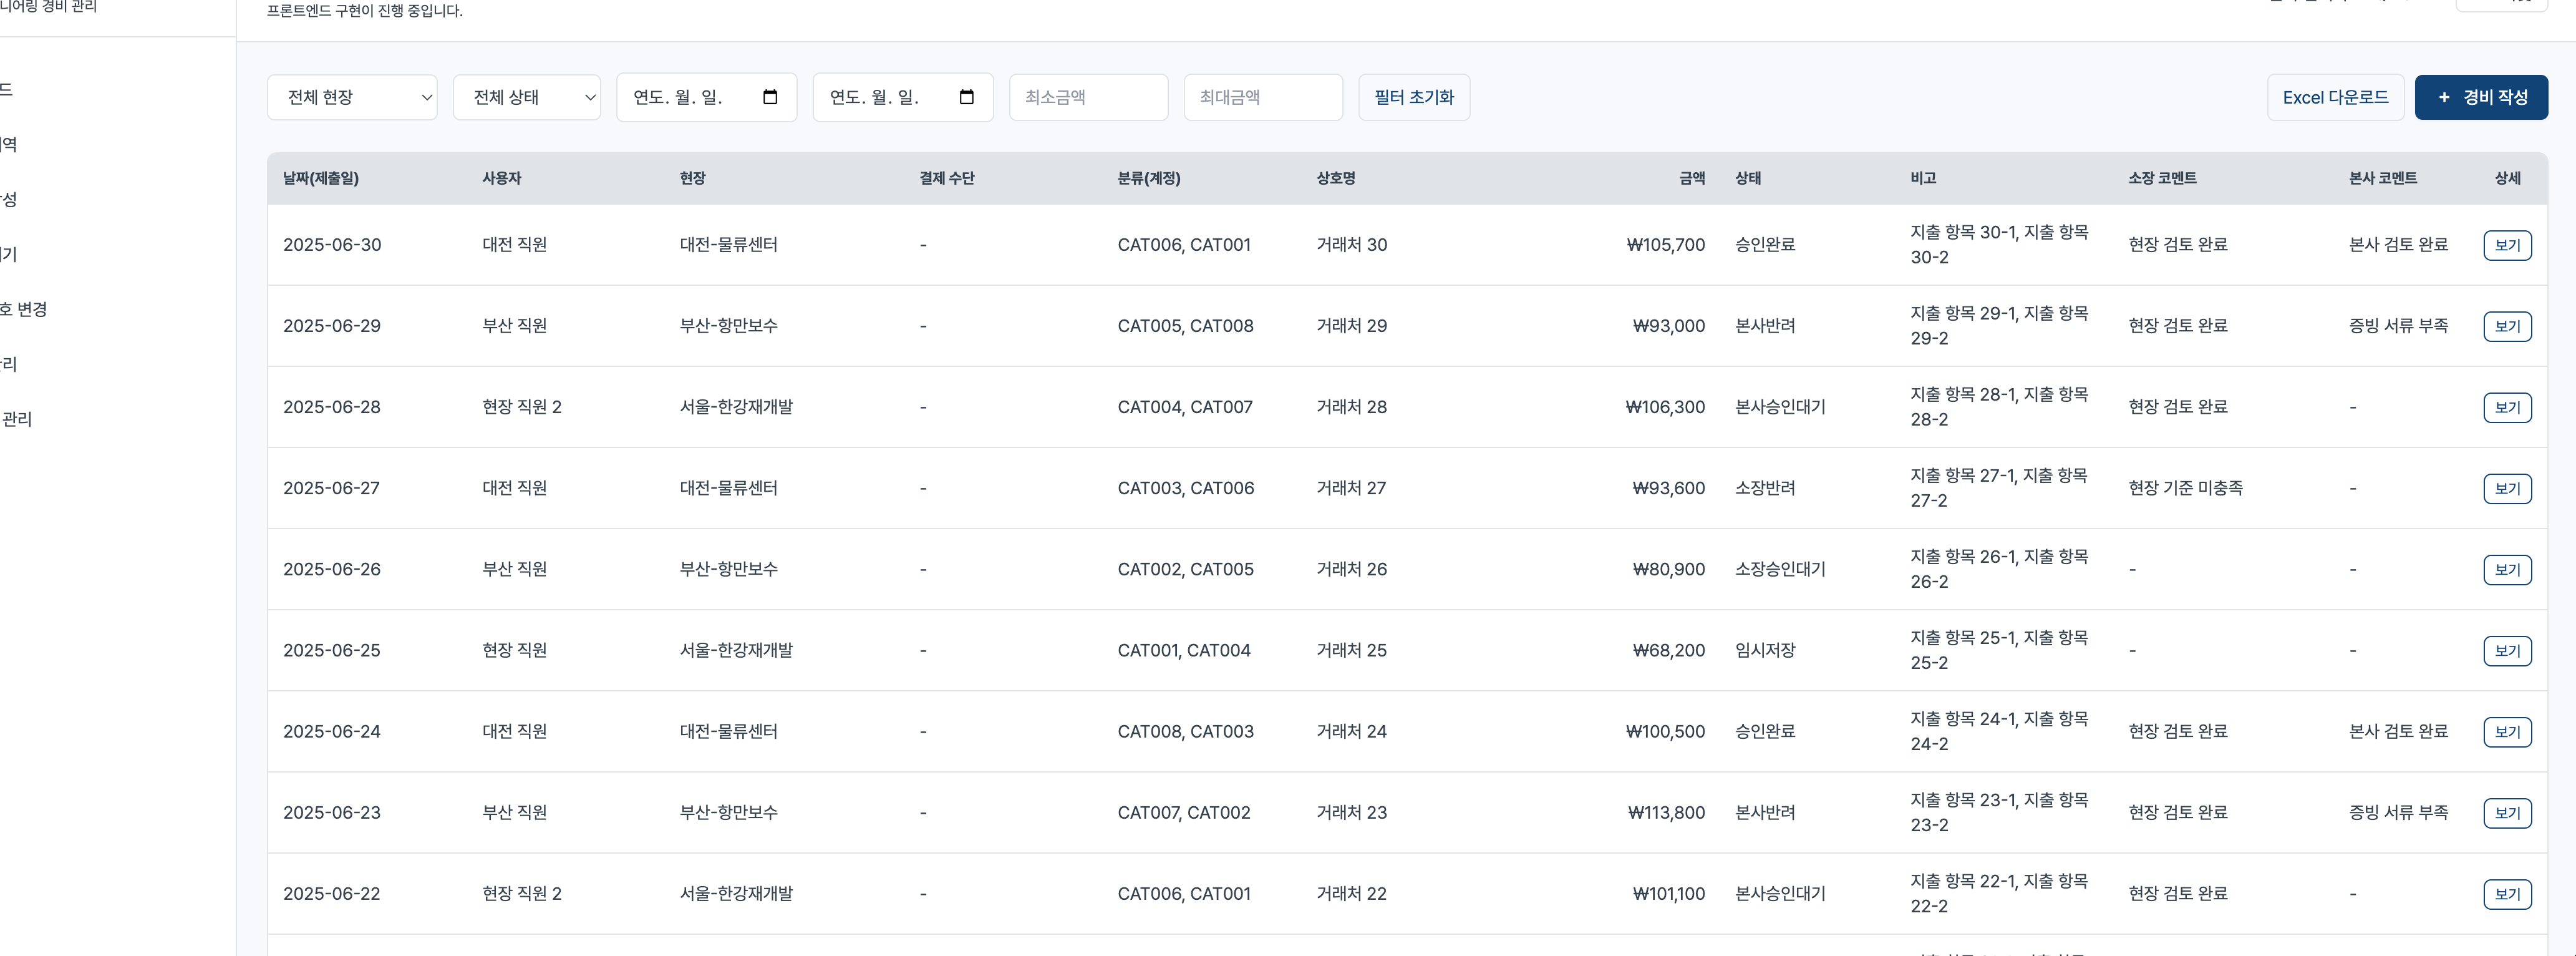 니어링 경비 관리
프론트엔드 구현이 진행 중입니다.
드
역
성
기
호 변경
관리
전체 현장
전체 상태
연도. 월. 일.
연도. 월. 일.
최소금액
최대금액
필터 초기화
Excel 다운로드
+ 경비 작성
날짜(제출일) 사용자 현장 결제 수단 분류(계정) 상호명 금액 상태 비고 소장 코멘트 본사 코멘트 상세
2025-06-30 대전 직원 대전-물류센터 - CAT006, CAT001 거래처 30 ₩105,700 승인완료 지출 항목 30-1, 지출 항목 현장 검토 완료 본사 검토 완료 보기
30-2
2025-06-29 부산 직원 부산-항만보수 - CAT005, CAT008 거래처 29 ₩93,000 본사반려 지출 항목 29-1, 지출 항목 현장 검토 완료 증빙 서류 부족 보기
29-2
2025-06-28 현장 직원 2 서울-한강재개발 - CAT004, CAT007 거래처 28 ₩106,300 본사승인대기 지출 항목 28-1, 지출 항목 현장 검토 완료 - 보기
28-2
2025-06-27 대전 직원 대전-물류센터 - CAT003, CAT006 거래처 27 ₩93,600 소장반려 지출 항목 27-1, 지출 항목 현장 기준 미충족 - 보기
27-2
2025-06-26 부산 직원 부산-항만보수 - CAT002, CAT005 거래처 26 ₩80,900 소장승인대기 지출 항목 26-1, 지출 항목 - - 보기
26-2
2025-06-25 현장 직원 서울-한강재개발 - CAT001, CAT004 거래처 25 ₩68,200 임시저장 지출 항목 25-1, 지출 항목 - - 보기
25-2
2025-06-24 대전 직원 대전-물류센터 - CAT008, CAT003 거래처 24 ₩100,500 승인완료 지출 항목 24-1, 지출 항목 현장 검토 완료 본사 검토 완료 보기
24-2
2025-06-23 부산 직원 부산-항만보수 - CAT007, CAT002 거래처 23 ₩113,800 본사반려 지출 항목 23-1, 지출 항목 현장 검토 완료 증빙 서류 부족 보기
23-2
2025-06-22 현장 직원 2 서울-한강재개발 - CAT006, CAT001 거래처 22 ₩101,100 본사승인대기 지출 항목 22-1, 지출 항목 현장 검토 완료 - 보기
22-2